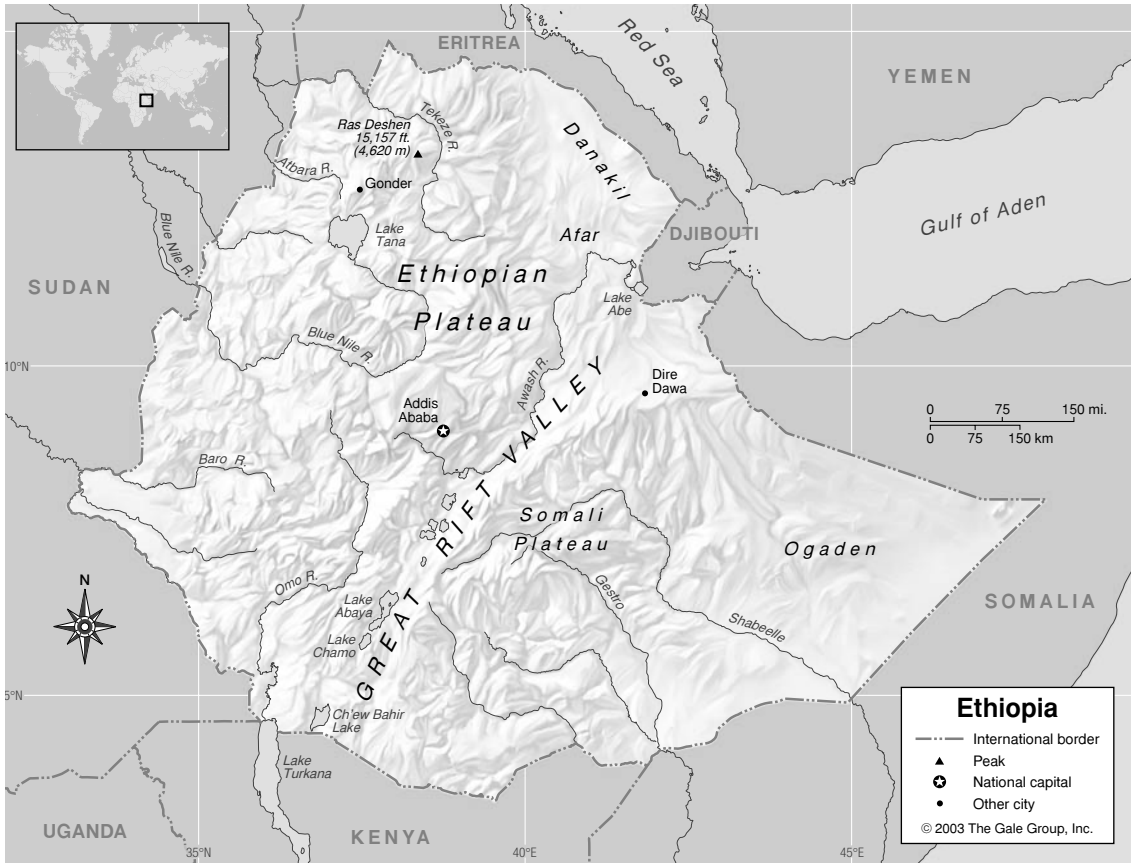 ERITREA
Red Sea
YEMEN
Ras Deshen
15,157 ft.
(4,620 m)
Tekeze R.
Danakil
Atbara R.
Gonder
Gulf of Aden
Lake
Tana
Afar
DJIBOUTI
Blue Nile R.
SUDAN
Ethiopian
Plateau
Lake
Abe
Blue Nile R.
10°N
Awash R.
Dire
Dawa
Addis
Ababa
0 75 150 mi.
0 75 150 km
Baro R.
GREAT RIFT VALLEY
Somali
Plateau
Ogaden
N
Omo R.
Lake
Abaya
Gestro
SOMALIA
Shabeelle
Lake
Chamo
5°N
Ch'ew Bahir
Lake
Lake
Turkana
UGANDA
KENYA
35°N
40°E
45°E
Ethiopia
International border
Peak
National capital
Other city
© 2003 The Gale Group, Inc.